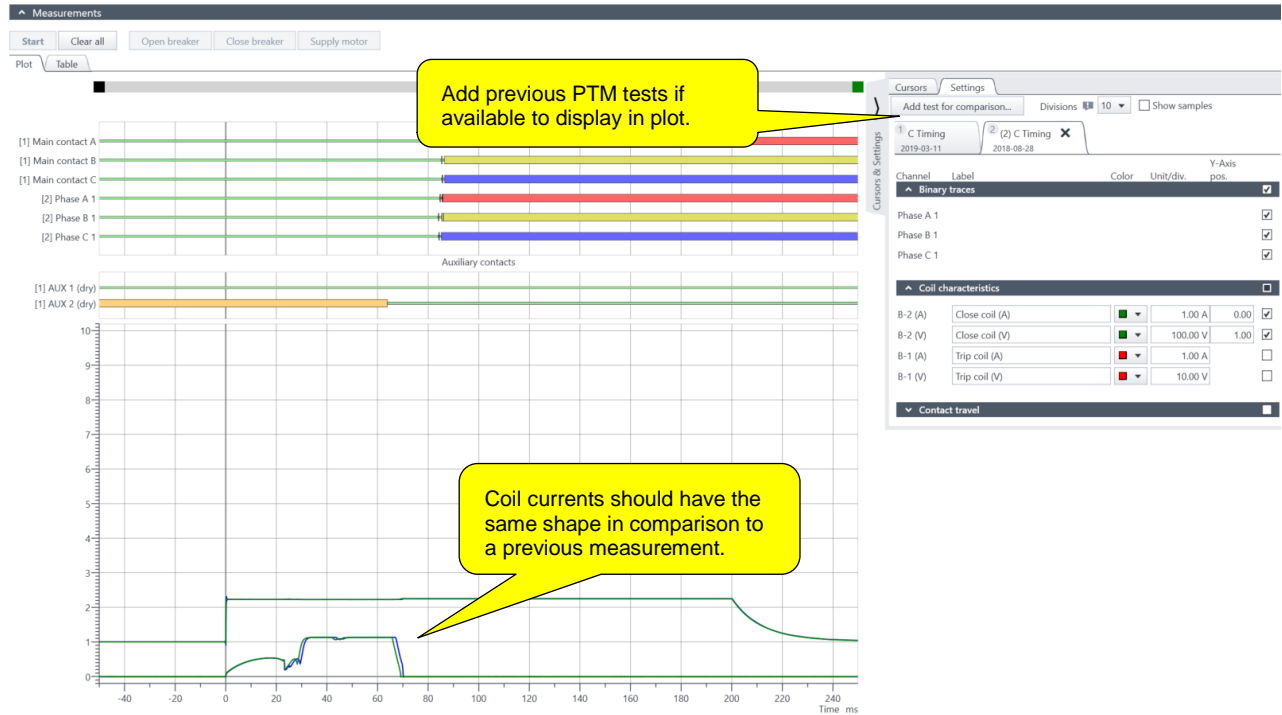 Measurements
Start Clear all Open breaker Close breaker Supply motor
Plot Table
Add previous PTM tests if
available to display in plot.
Cursors Settings
Add test for comparison... Divisions 10 Show samples
Cursors & Settings
1 C Timing
2019-03-11
2 (2) C Timing
2018-08-28
Channel Label Color Unit/div. Y-Axis pos.
Binary traces
Phase A 1
Phase B 1
Phase C 1
Coil characteristics
B-2 (A) Close coil (A) 1.00 A 0.00
B-2 (V) Close coil (V) 100.00 V 1.00
B-1 (A) Trip coil (A) 1.00 A
B-1 (V) Trip coil (V) 10.00 V
Contact travel
[1] Main contact A
[1] Main contact B
[1] Main contact C
[2] Phase A 1
[2] Phase B 1
[2] Phase C 1
Auxiliary contacts
[1] AUX 1 (dry)
[1] AUX 2 (dry)
10
9
8
7
6
5
4
3
2
1
0
Coil currents should have the
same shape in comparison to
a previous measurement.
-40 -20 0 20 40 60 80 100 120 140 160 180 200 220 240
Time ms